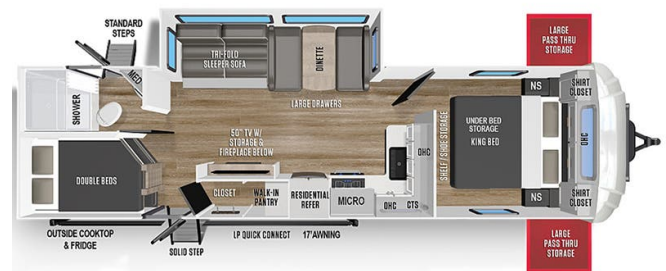 STANDARD
STEPS
LARGE
PASS THRU
STORAGE
MED
TRI-FOLD
SLEEPER SOFA
DINETTE
NS
SHIRT
CLOSET
SHOWER
LARGE DRAWERS
50" TV W/
STORAGE &
FIREPLACE BELOW
OHC
SHELF / SHOE STORAGE
UNDER BED
STORAGE
KING BED
OHC
DOUBLE BEDS
CLOSET
WALK-IN
PANTRY
RESIDENTIAL
REFER
MICRO
OHC
CTS
NS
SHIRT
CLOSET
OUTSIDE COOKTOP
& FRIDGE
SOLID STEP
LP QUICK CONNECT
17'AWNING
LARGE
PASS THRU
STORAGE